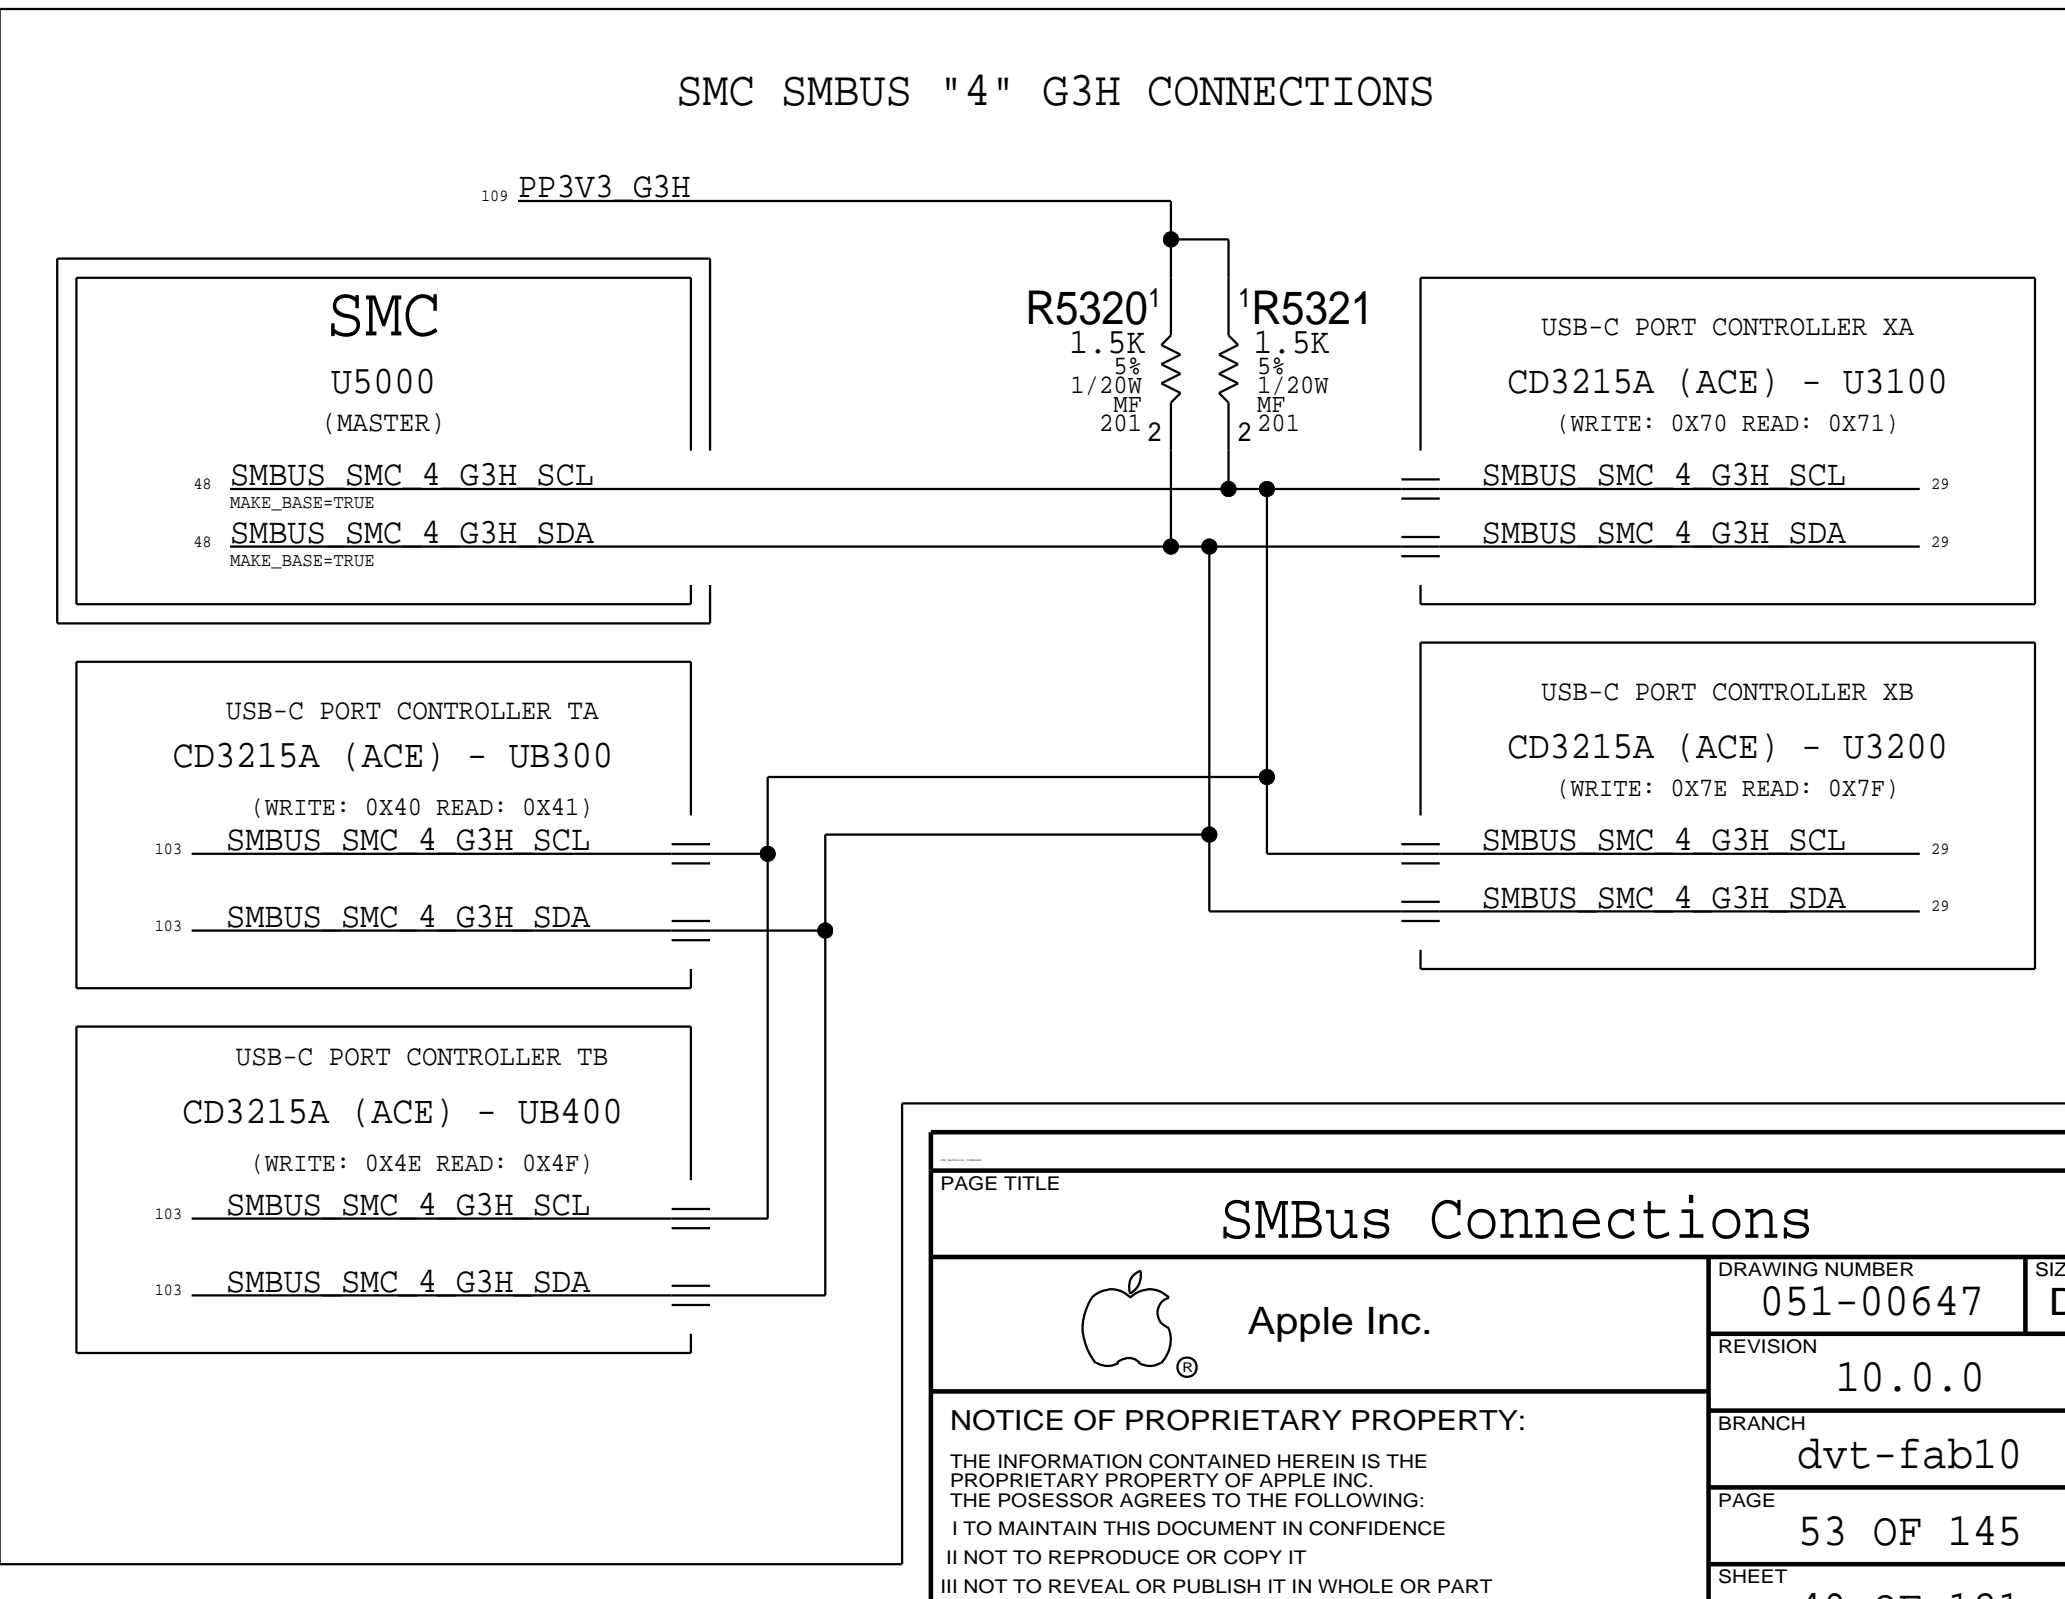 SMC SMBUS "4" G3H CONNECTIONS
109 PP3V3_G3H
SMC
U5000
(MASTER)
48 SMBUS_SMC_4_G3H_SCL
MAKE_BASE=TRUE
48 SMBUS_SMC_4_G3H_SDA
MAKE_BASE=TRUE
R5320 1
1.5K
5%
1/20W
MF
201
2
1 R5321
1.5K
5%
1/20W
MF
201
2
USB-C PORT CONTROLLER XA
CD3215A (ACE) - U3100
(WRITE: 0X70 READ: 0X71)
SMBUS_SMC_4_G3H_SCL 29
SMBUS_SMC_4_G3H_SDA 29
USB-C PORT CONTROLLER TA
CD3215A (ACE) - UB300
(WRITE: 0X40 READ: 0X41)
103 SMBUS_SMC_4_G3H_SCL
103 SMBUS_SMC_4_G3H_SDA
USB-C PORT CONTROLLER XB
CD3215A (ACE) - U3200
(WRITE: 0X7E READ: 0X7F)
SMBUS_SMC_4_G3H_SCL 29
SMBUS_SMC_4_G3H_SDA 29
USB-C PORT CONTROLLER TB
CD3215A (ACE) - UB400
(WRITE: 0X4E READ: 0X4F)
103 SMBUS_SMC_4_G3H_SCL
103 SMBUS_SMC_4_G3H_SDA
PAGE TITLE
SMBus Connections
®
Apple Inc.
DRAWING NUMBER
051-00647
REVISION
10.0.0
BRANCH
dvt-fab10
PAGE
53 OF 145
SHEET
NOTICE OF PROPRIETARY PROPERTY:
THE INFORMATION CONTAINED HEREIN IS THE
PROPRIETARY PROPERTY OF APPLE INC.
THE POSESSOR AGREES TO THE FOLLOWING:
I TO MAINTAIN THIS DOCUMENT IN CONFIDENCE
II NOT TO REPRODUCE OR COPY IT
III NOT TO REVEAL OR PUBLISH IT IN WHOLE OR PART